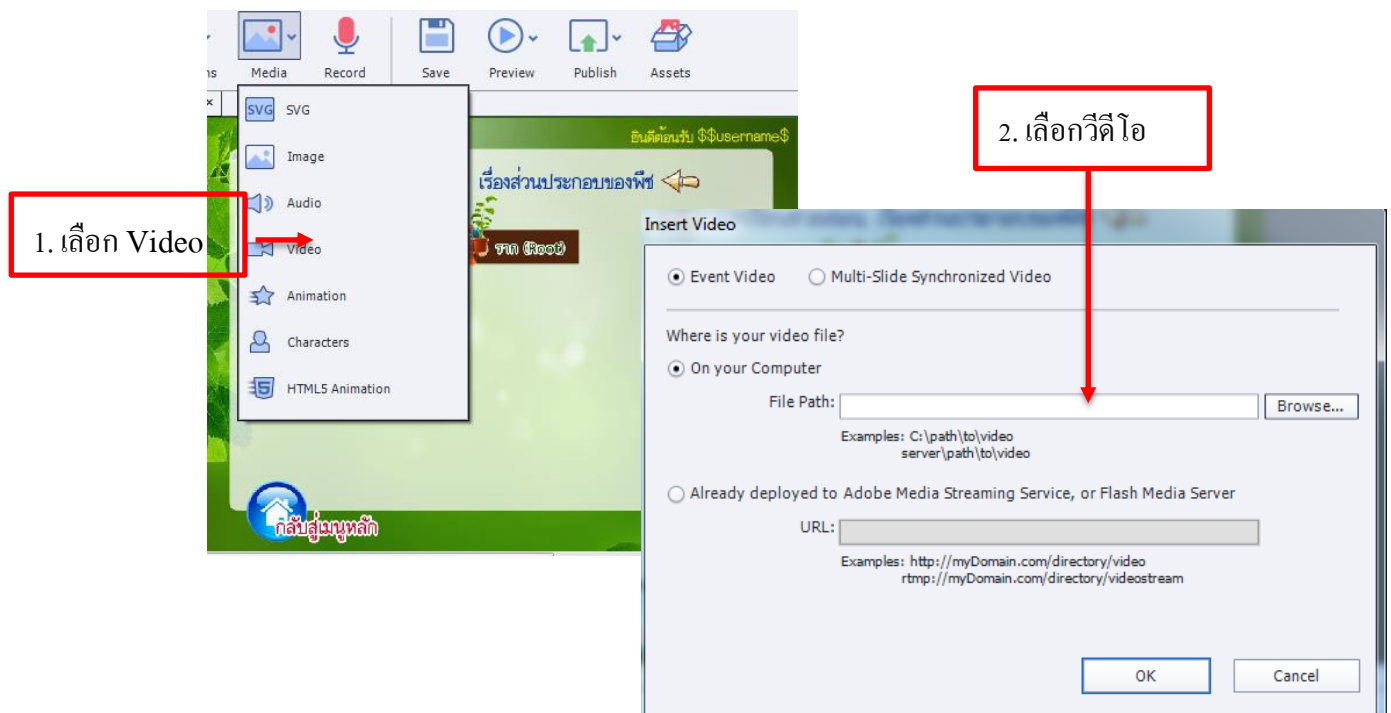 ns Media Record Save Preview Publish Assets
SVG SVG
Image
Audio
Video
Animation
Characters
HTML5 Animation
ยินดีต้อนรับ $$username$
เรื่องส่วนประกอบของพืช
ราก (Root)
กลับสู่เมนูหลัก
1. เลือก Video
2. เลือกวีดีโอ
Insert Video
Event Video Multi-Slide Synchronized Video
Where is your video file?
On your Computer
File Path: Browse...
Examples: C:\path\to\video
server\path\to\video
Already deployed to Adobe Media Streaming Service, or Flash Media Server
URL:
Examples: http://myDomain.com/directory/video
rtmp://myDomain.com/directory/videostream
OK Cancel